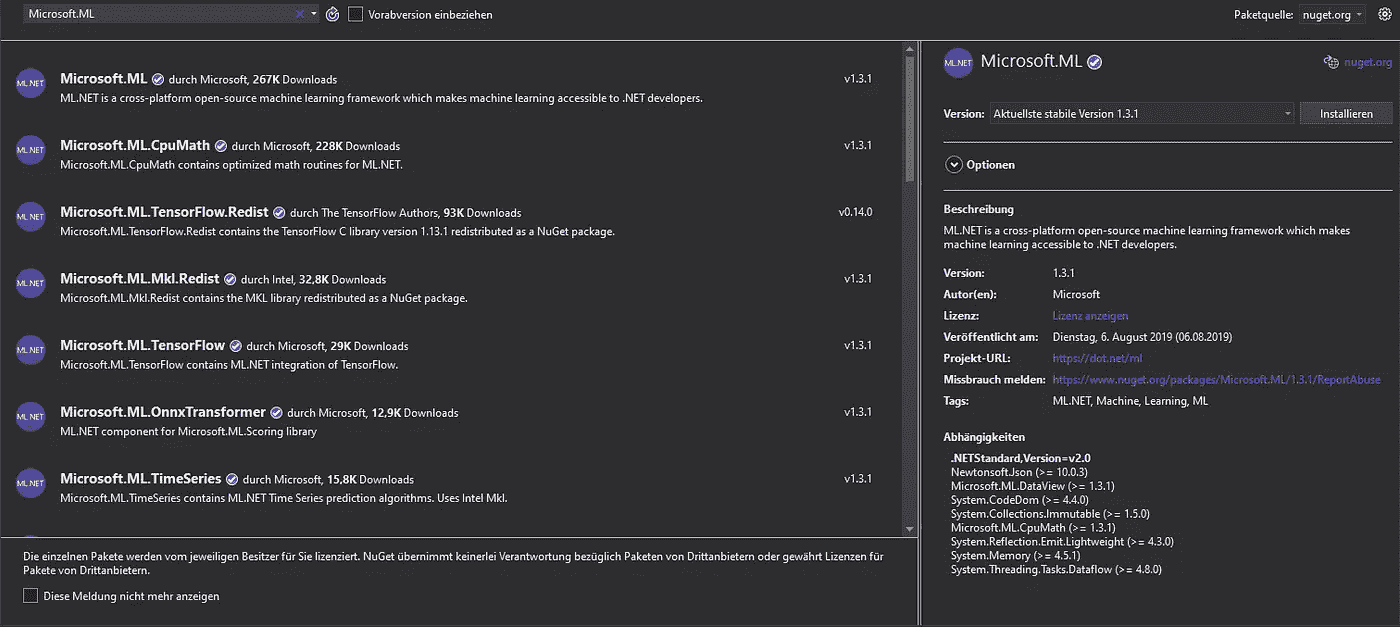 Microsoft.ML
Vorabversion einbeziehen
Paketquelle: nuget.org
ML.NET
Microsoft.ML durch Microsoft, 267K Downloads
v1.3.1
ML.NET is a cross-platform open-source machine learning framework which makes machine learning accessible to .NET developers.
ML.NET
Microsoft.ML.CpuMath durch Microsoft, 228K Downloads
v1.3.1
Microsoft.ML.CpuMath contains optimized math routines for ML.NET.
ML.NET
Microsoft.ML.TensorFlow.Redist durch The TensorFlow Authors, 93K Downloads
v0.14.0
Microsoft.ML.TensorFlow.Redist contains the TensorFlow C library version 1.13.1 redistributed as a NuGet package.
ML.NET
Microsoft.ML.Mkl.Redist durch Intel, 32,8K Downloads
v1.3.1
Microsoft.ML.Mkl.Redist contains the MKL library redistributed as a NuGet package.
ML.NET
Microsoft.ML.TensorFlow durch Microsoft, 29K Downloads
v1.3.1
Microsoft.ML.TensorFlow contains ML.NET integration of TensorFlow.
ML.NET
Microsoft.ML.OnnxTransformer durch Microsoft, 12,9K Downloads
v1.3.1
ML.NET component for Microsoft.ML.Scoring library
ML.NET
Microsoft.ML.TimeSeries durch Microsoft, 15,8K Downloads
v1.3.1
Microsoft.ML.TimeSeries contains ML.NET Time Series prediction algorithms. Uses Intel Mkl.
Die einzelnen Pakete werden vom jeweiligen Besitzer für Sie lizenziert. NuGet übernimmt keinerlei Verantwortung bezüglich Paketen von Drittanbietern oder gewährt Lizenzen für
Pakete von Drittanbietern.
Diese Meldung nicht mehr anzeigen
ML.NET
Microsoft.ML
nuget.org
Version: Aktuellste stabile Version 1.3.1
Installieren
Optionen
Beschreibung
ML.NET is a cross-platform open-source machine learning framework which makes
machine learning accessible to .NET developers.
Version: 1.3.1
Autor(en): Microsoft
Lizenz: Lizenz anzeigen
Veröffentlicht am: Dienstag, 6. August 2019 (06.08.2019)
Projekt-URL: https://dot.net/ml
Missbrauch melden: https://www.nuget.org/packages/Microsoft.ML/1.3.1/ReportAbuse
Tags: ML.NET, Machine, Learning, ML
Abhängigkeiten
.NETStandard,Version=v2.0
Newtonsoft.Json (>= 10.0.3)
Microsoft.ML.DataView (>= 1.3.1)
System.CodeDom (>= 4.4.0)
System.Collections.Immutable (>= 1.5.0)
Microsoft.ML.CpuMath (>= 1.3.1)
System.Reflection.Emit.Lightweight (>= 4.3.0)
System.Memory (>= 4.5.1)
System.Threading.Tasks.Dataflow (>= 4.8.0)